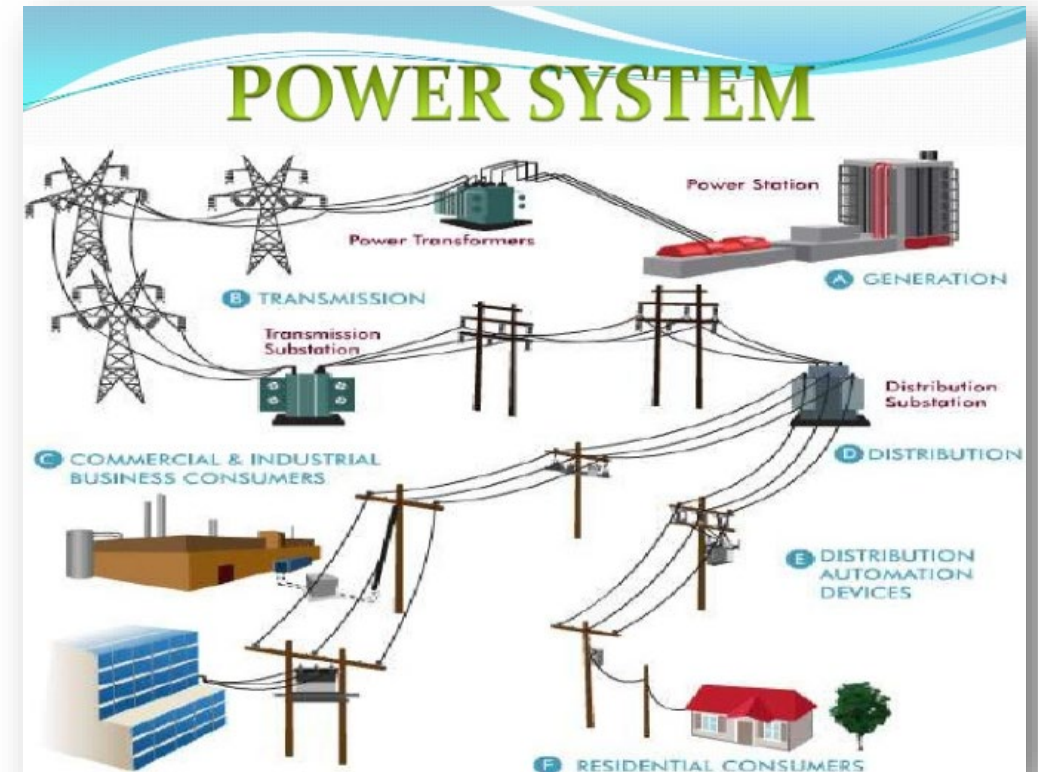 POWER SYSTEM
Power Station
Power Transformers
A GENERATION
B TRANSMISSION
Transmission
Substation
Distribution
Substation
C COMMERCIAL & INDUSTRIAL
BUSINESS CONSUMERS
D DISTRIBUTION
E DISTRIBUTION
AUTOMATION
DEVICES
F RESIDENTIAL CONSUMERS